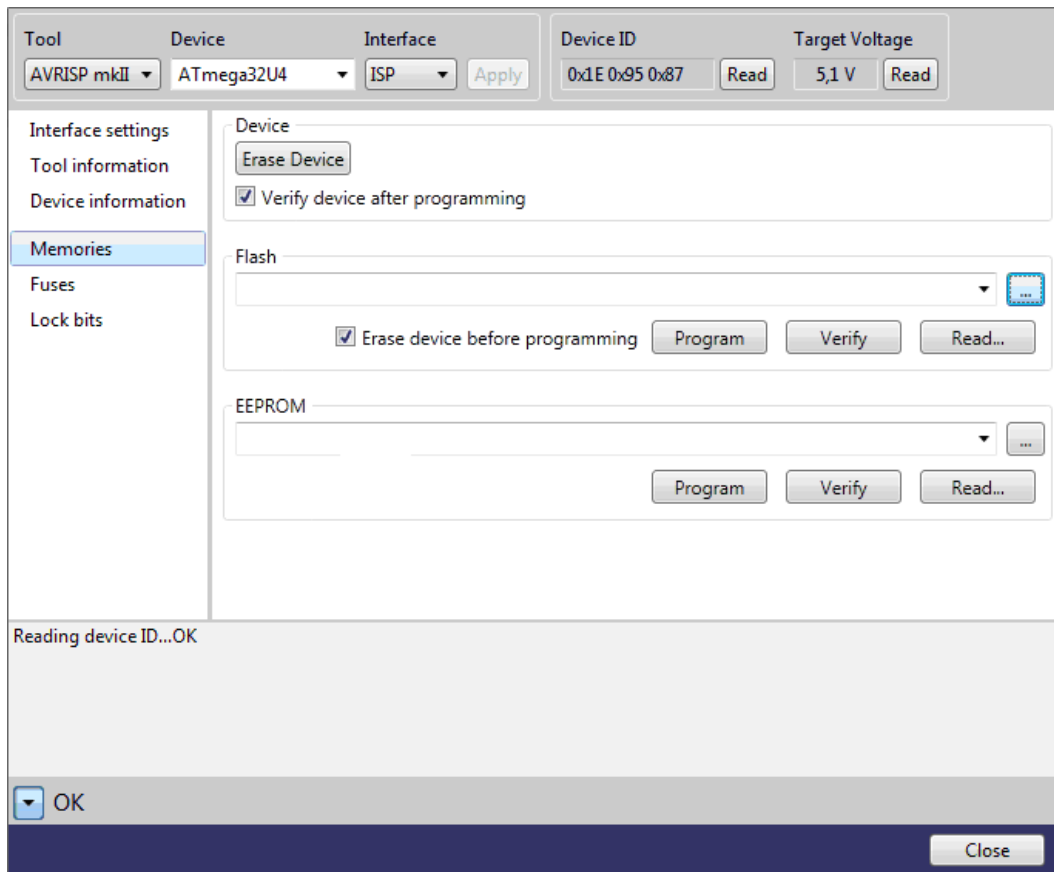 Tool Device Interface Device ID Target Voltage
AVRISP mkII ATmega32U4 ISP Apply 0x1E 0x95 0x87 Read 5,1 V Read
Interface settings
Tool information
Device information
Memories
Fuses
Lock bits
Device
Erase Device
Verify device after programming
Flash
...
Erase device before programming Program Verify Read...
EEPROM
...
Program Verify Read...
Reading device ID...OK
OK
Close